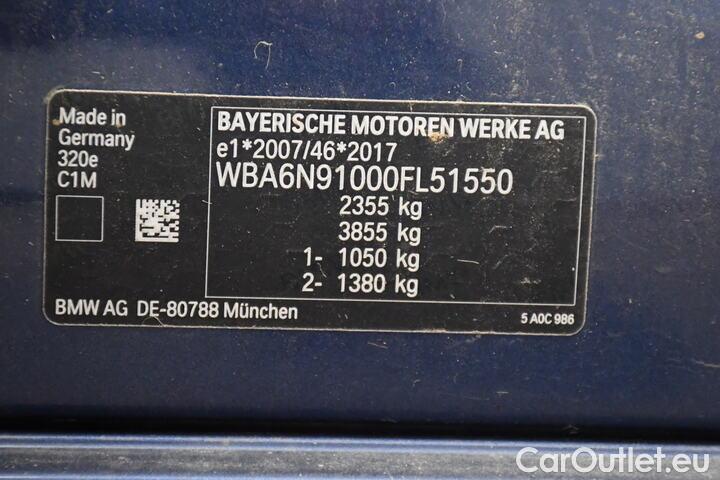 Made in
Germany
320e
C1M
BAYERISCHE MOTOREN WERKE AG
e1*2007/46*2017
WBA6N91000FL51550
2355 kg
3855 kg
1- 1050 kg
2- 1380 kg
BMW AG DE-80788 München
5 A0C 986
CarOutlet.eu